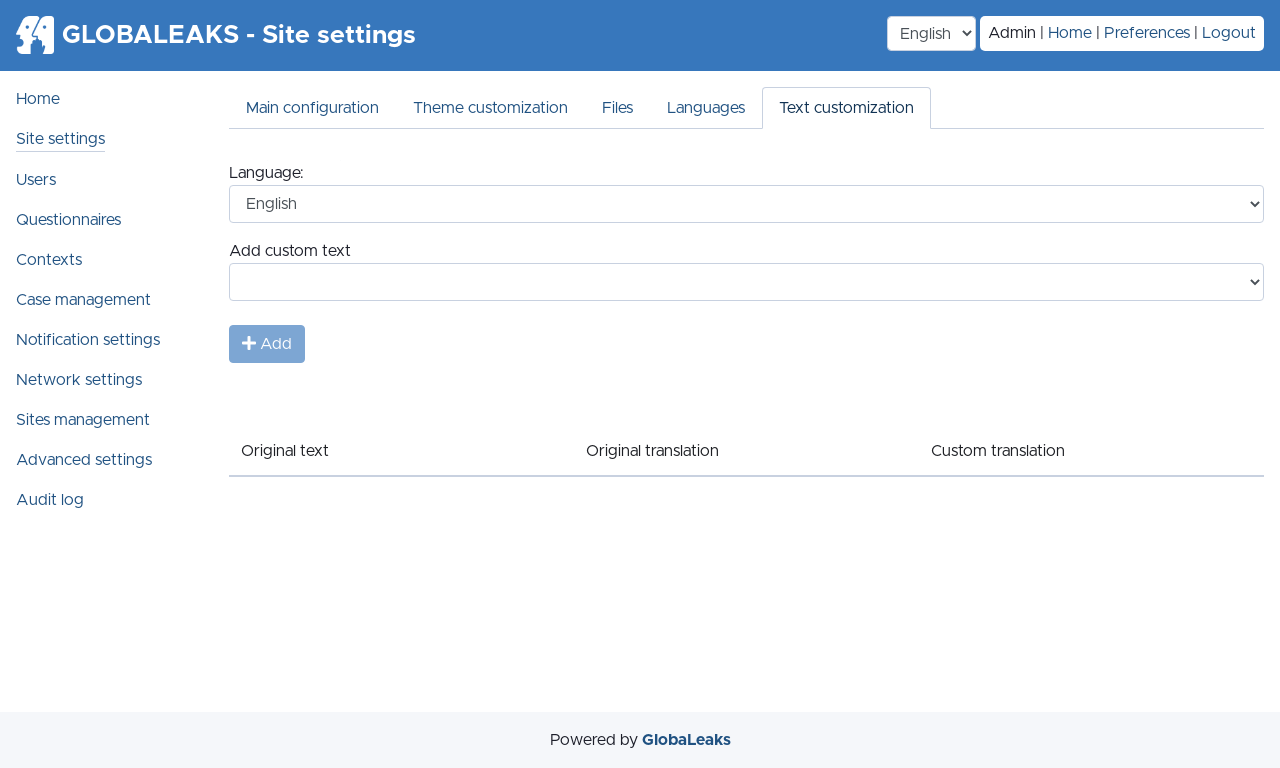 GLOBALEAKS - Site settings
English
Admin | Home | Preferences | Logout
Home
Site settings
Users
Questionnaires
Contexts
Case management
Notification settings
Network settings
Sites management
Advanced settings
Audit log
Main configuration
Theme customization
Files
Languages
Text customization
Language:
English
Add custom text
Add
Original text
Original translation
Custom translation
Powered by GlobaLeaks